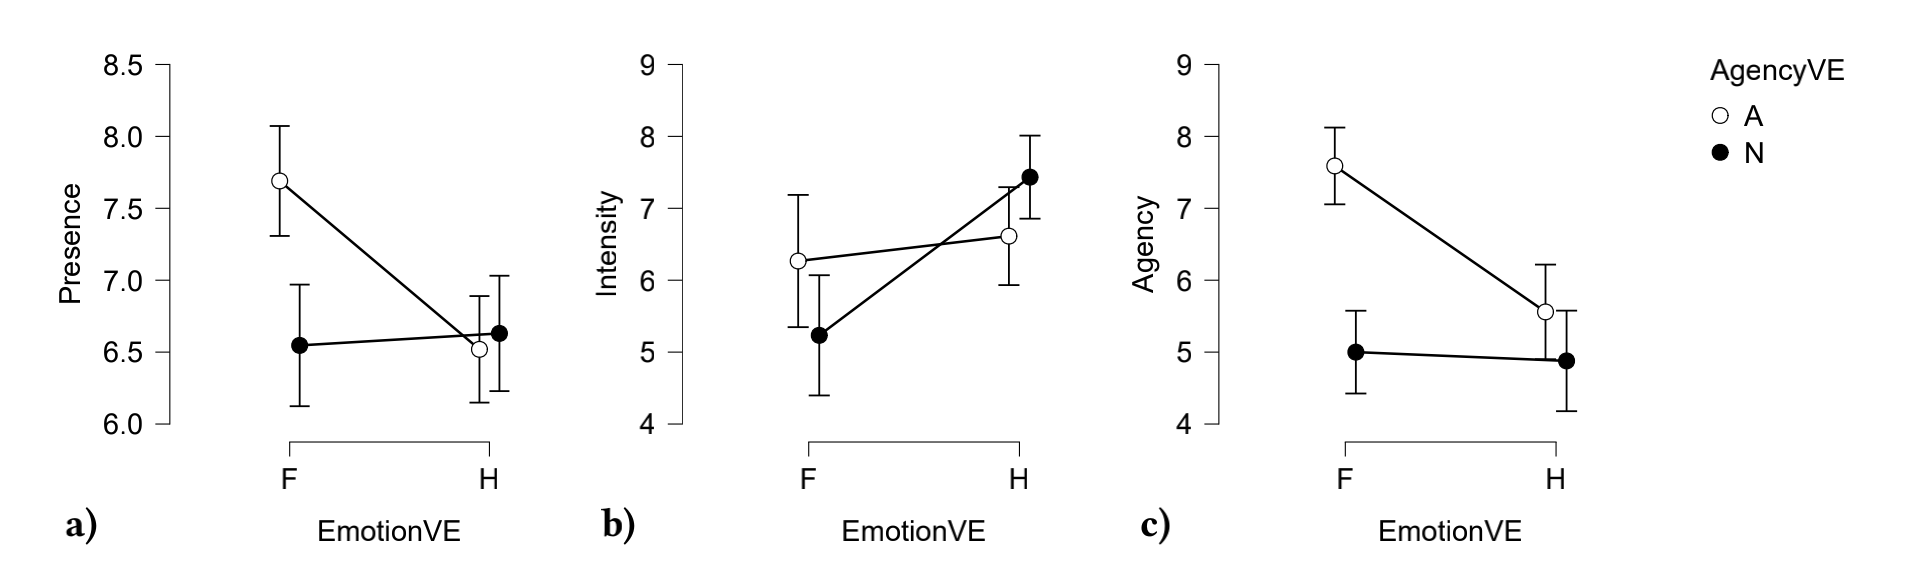 8.5
8.0
7.5
7.0
6.5
6.0
Presence
F H
EmotionVE
a)
9
8
7
6
5
4
Intensity
F H
EmotionVE
b)
9
8
7
6
5
4
Agency
F H
EmotionVE
c)
AgencyVE
A
N